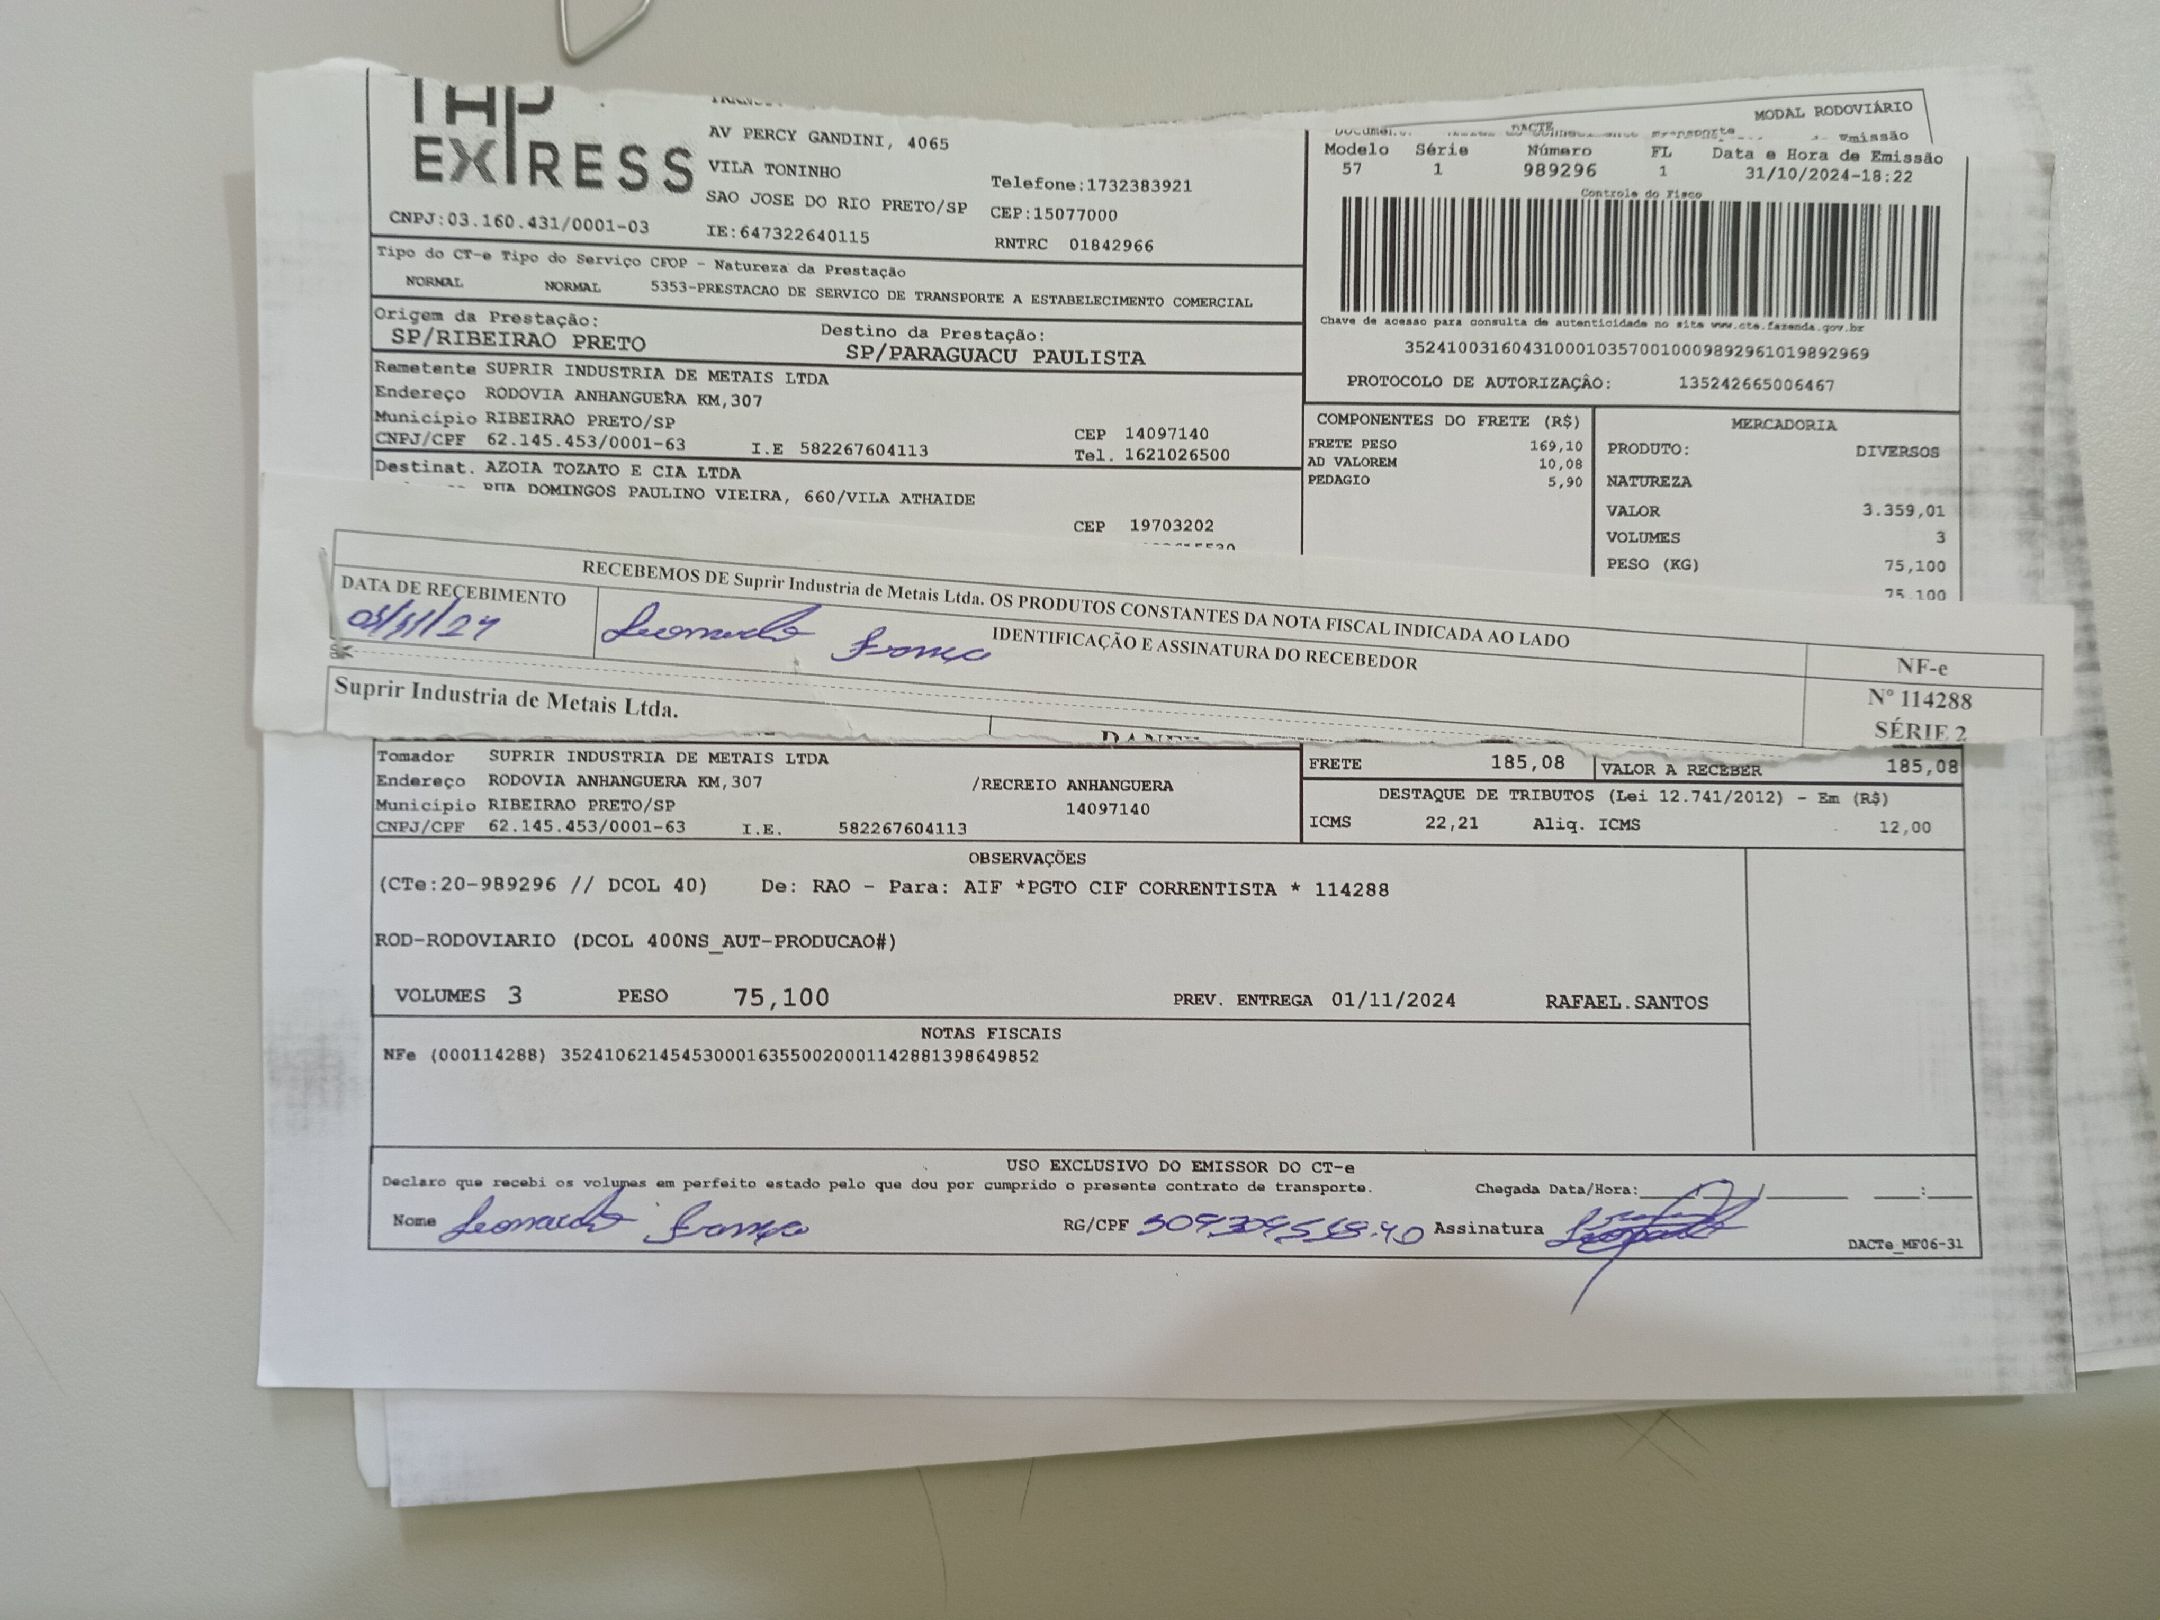 EXPRESS
AV PERCY GANDINI, 4065
VILA TONINHO
SAO JOSE DO RIO PRETO/SP
Telefone:1732383921
CEP:15077000
CNPJ:03.160.431/0001-03
IE:647322640115
RNTRC 01842966
MODAL RODOVIÁRIO
DACTE
Emissão
Modelo Série Número FL Data e Hora de Emissão
57 1 989296 1 31/10/2024-18:22
Controle do Fisco
Chave de acesso para consulta de autenticidade no site www.cte.fazenda.gov.br
35241003160431000103570010009892961019892969
PROTOCOLO DE AUTORIZAÇÃO: 135242665006467
Tipo do CT-e Tipo do Serviço CFOP - Natureza da Prestação
NORMAL NORMAL 5353-PRESTACAO DE SERVICO DE TRANSPORTE A ESTABELECIMENTO COMERCIAL
Origem da Prestação: Destino da Prestação:
SP/RIBEIRAO PRETO SP/PARAGUACU PAULISTA
Remetente SUPRIR INDUSTRIA DE METAIS LTDA
Endereço RODOVIA ANHANGUERA KM,307
Município RIBEIRAO PRETO/SP CEP 14097140
CNPJ/CPF 62.145.453/0001-63 I.E 582267604113 Tel. 1621026500
Destinat. AZOIA TOZATO E CIA LTDA
RUA DOMINGOS PAULINO VIEIRA, 660/VILA ATHAIDE
CEP 19703202
COMPONENTES DO FRETE (R$)
FRETE PESO 169,10
AD VALOREM 10,08
PEDAGIO 5,90
MERCADORIA
PRODUTO: DIVERSOS
NATUREZA
VALOR 3.359,01
VOLUMES 3
PESO (KG) 75,100
75,100
RECEBEMOS DE Suprir Industria de Metais Ltda. OS PRODUTOS CONSTANTES DA NOTA FISCAL INDICADA AO LADO
DATA DE RECEBIMENTO
IDENTIFICAÇÃO E ASSINATURA DO RECEBEDOR
Leonardo França
NF-e
Nº 114288
SÉRIE 2
Suprir Industria de Metais Ltda.
Tomador SUPRIR INDUSTRIA DE METAIS LTDA
Endereço RODOVIA ANHANGUERA KM,307 /RECREIO ANHANGUERA
Município RIBEIRAO PRETO/SP 14097140
CNPJ/CPF 62.145.453/0001-63 I.E. 582267604113
FRETE 185,08 VALOR A RECEBER 185,08
DESTAQUE DE TRIBUTOS (Lei 12.741/2012) - Em (R$)
ICMS 22,21 Aliq. ICMS 12,00
OBSERVAÇÕES
(CTe:20-989296 // DCOL 40) De: RAO - Para: AIF *PGTO CIF CORRENTISTA * 114288
ROD-RODOVIARIO (DCOL 400NS_AUT-PRODUCAO#)
VOLUMES 3 PESO 75,100 PREV. ENTREGA 01/11/2024 RAFAEL.SANTOS
NOTAS FISCAIS
NFe (000114288) 35241062145453000163550020001142881398649852
USO EXCLUSIVO DO EMISSOR DO CT-e
Declaro que recebi os volumes em perfeito estado pelo que dou por cumprido o presente contrato de transporte. Chegada Data/Hora:
Nome Leonardo França RG/CPF Assinatura
DACTe_MF06-31